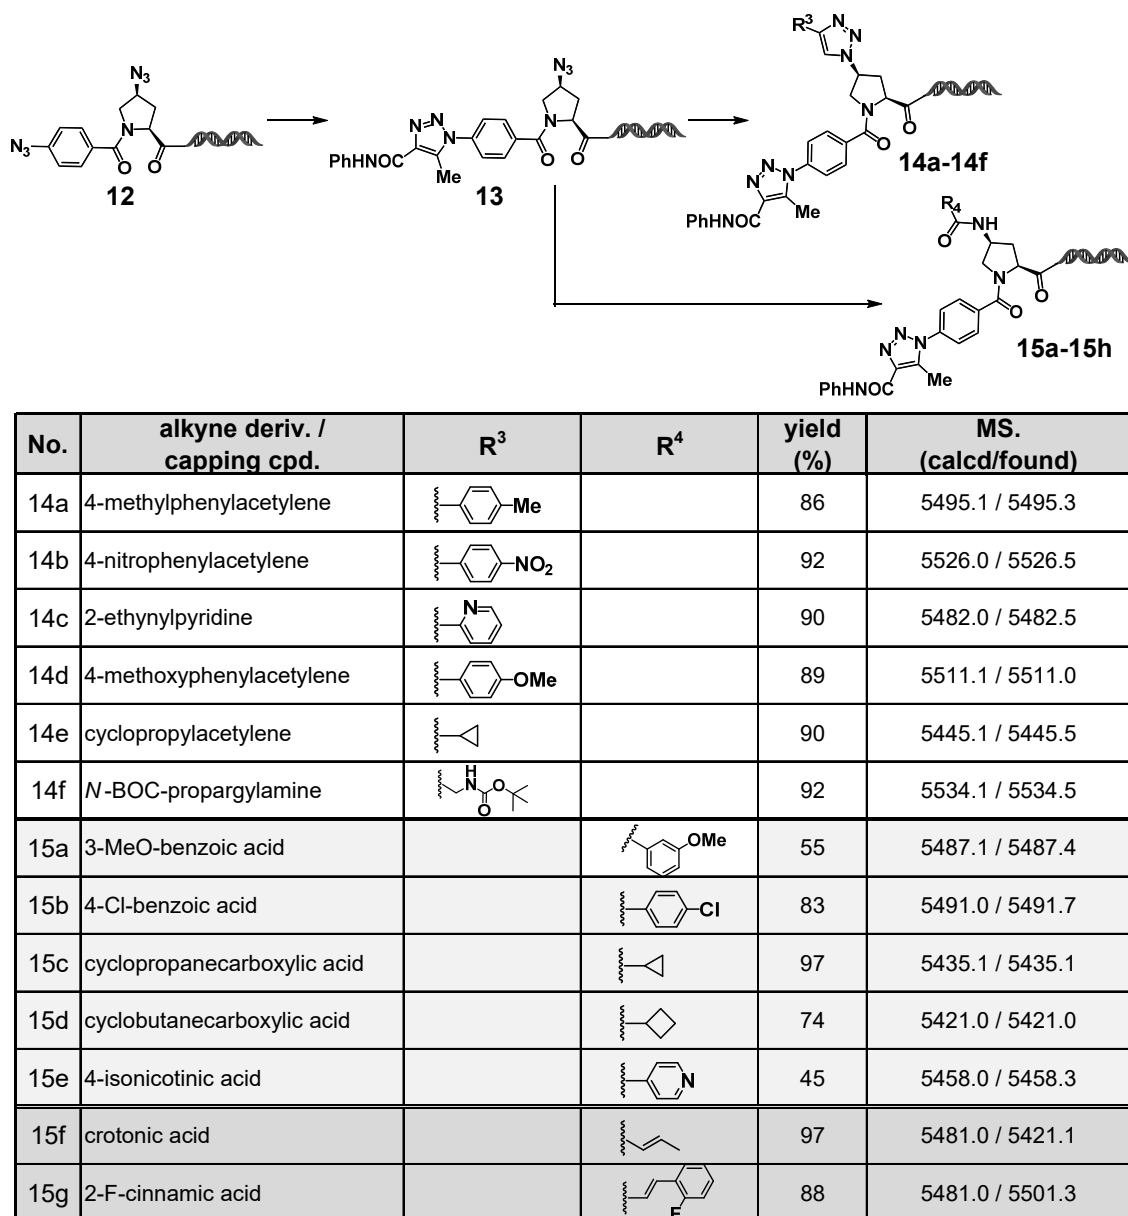 R3
N
N
N
N3
N3
N
O
O
12
N3
N
N
N
PhHNOC
Me
N
O
O
13
N
O
O
14a-14f
N
N
N
PhHNOC
Me
R4
O
NH
N
O
O
15a-15h
N
N
N
PhHNOC
Me
No. alkyne deriv. / capping cpd. R3 R4 yield (%) MS. (calcd/found)
14a 4-methylphenylacetylene Me 86 5495.1 / 5495.3
14b 4-nitrophenylacetylene NO2 92 5526.0 / 5526.5
14c 2-ethynylpyridine N 90 5482.0 / 5482.5
14d 4-methoxyphenylacetylene OMe 89 5511.1 / 5511.0
14e cyclopropylacetylene 90 5445.1 / 5445.5
14f N-BOC-propargylamine H N O O 92 5534.1 / 5534.5
15a 3-MeO-benzoic acid OMe 55 5487.1 / 5487.4
15b 4-Cl-benzoic acid Cl 83 5491.0 / 5491.7
15c cyclopropanecarboxylic acid 97 5435.1 / 5435.1
15d cyclobutanecarboxylic acid 74 5421.0 / 5421.0
15e 4-isonicotinic acid N 45 5458.0 / 5458.3
15f crotonic acid 97 5481.0 / 5421.1
15g 2-F-cinnamic acid F 88 5481.0 / 5501.3